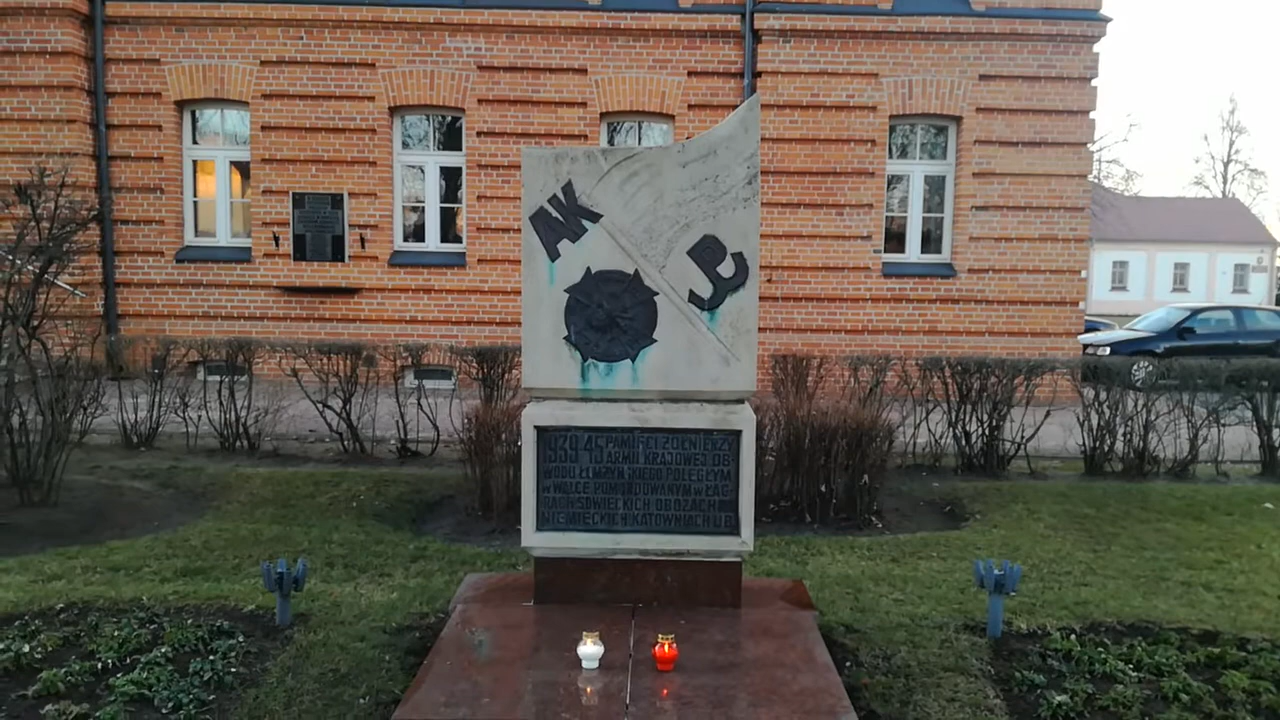 AK
1939-45 PAMIĘCI ŻOŁNIERZY
ARMII KRAJOWEJ OB
WODU ŁOMŻYŃSKIEGO POLEGŁYM
W WALCE POMORDOWANYM W ŁAG
RACH SOWIECKICH OBOZACH
NIEMIECKICH KATOWNIACH U.B.